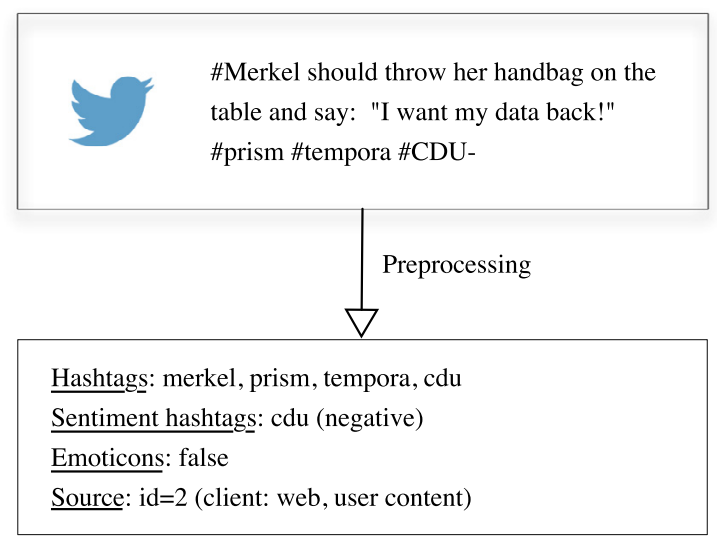 #Merkel should throw her handbag on the
table and say:  "I want my data back!"
#prism #tempora #CDU-
Preprocessing
Hashtags: merkel, prism, tempora, cdu
Sentiment hashtags: cdu (negative)
Emoticons: false
Source: id=2 (client: web, user content)